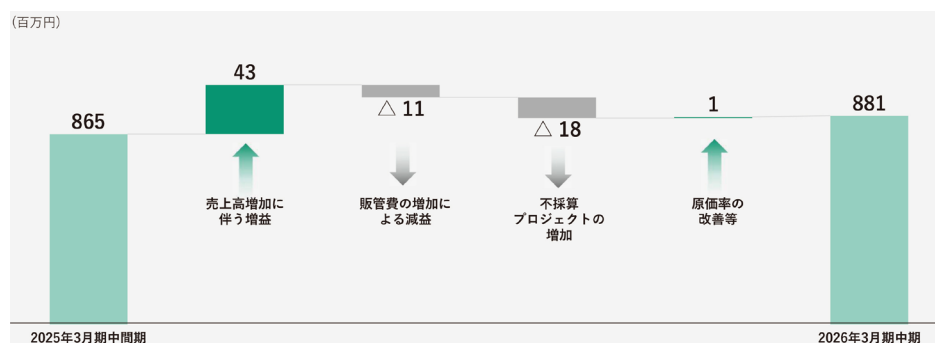 (百万円)
865
43
△ 11
△ 18
1
881
売上高増加に
伴う増益
販管費の増加に
よる減益
不採算
プロジェクトの
増加
原価率の
改善等
2025年3月期中間期
2026年3月期中期